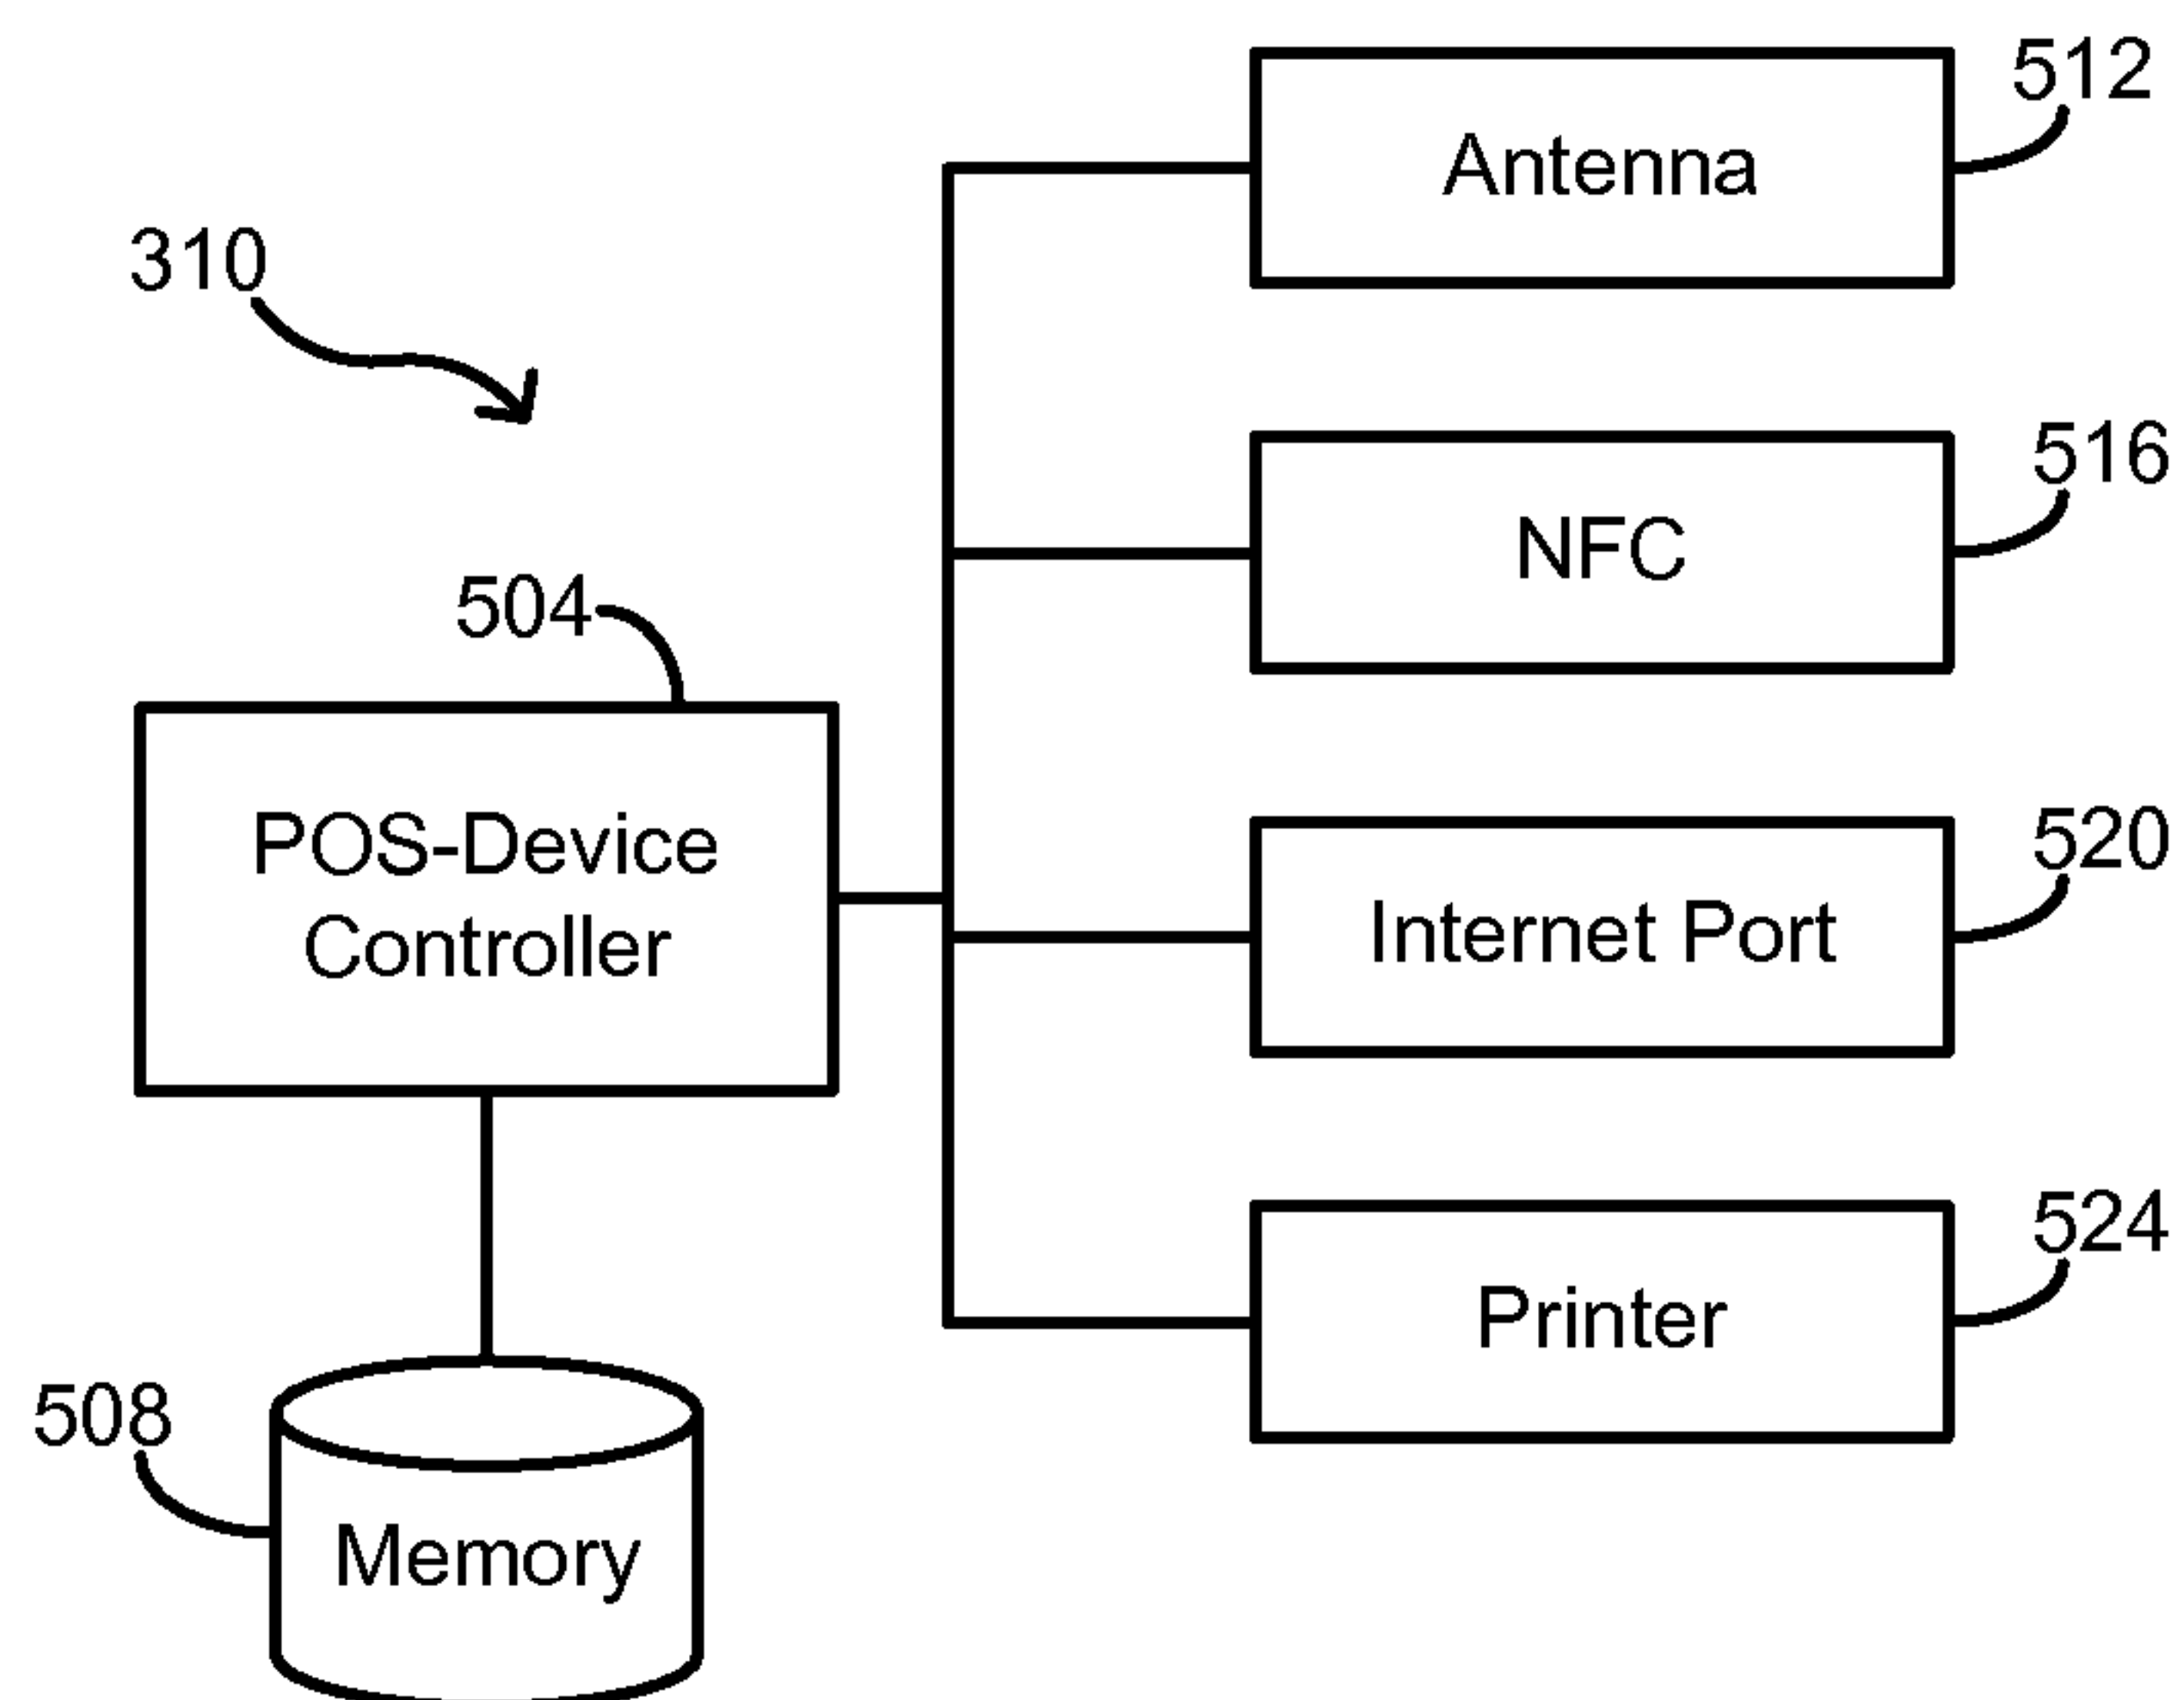 512
Antenna
310
516
NFC
504
POS-Device
Controller
520
Internet Port
524
Printer
508
Memory